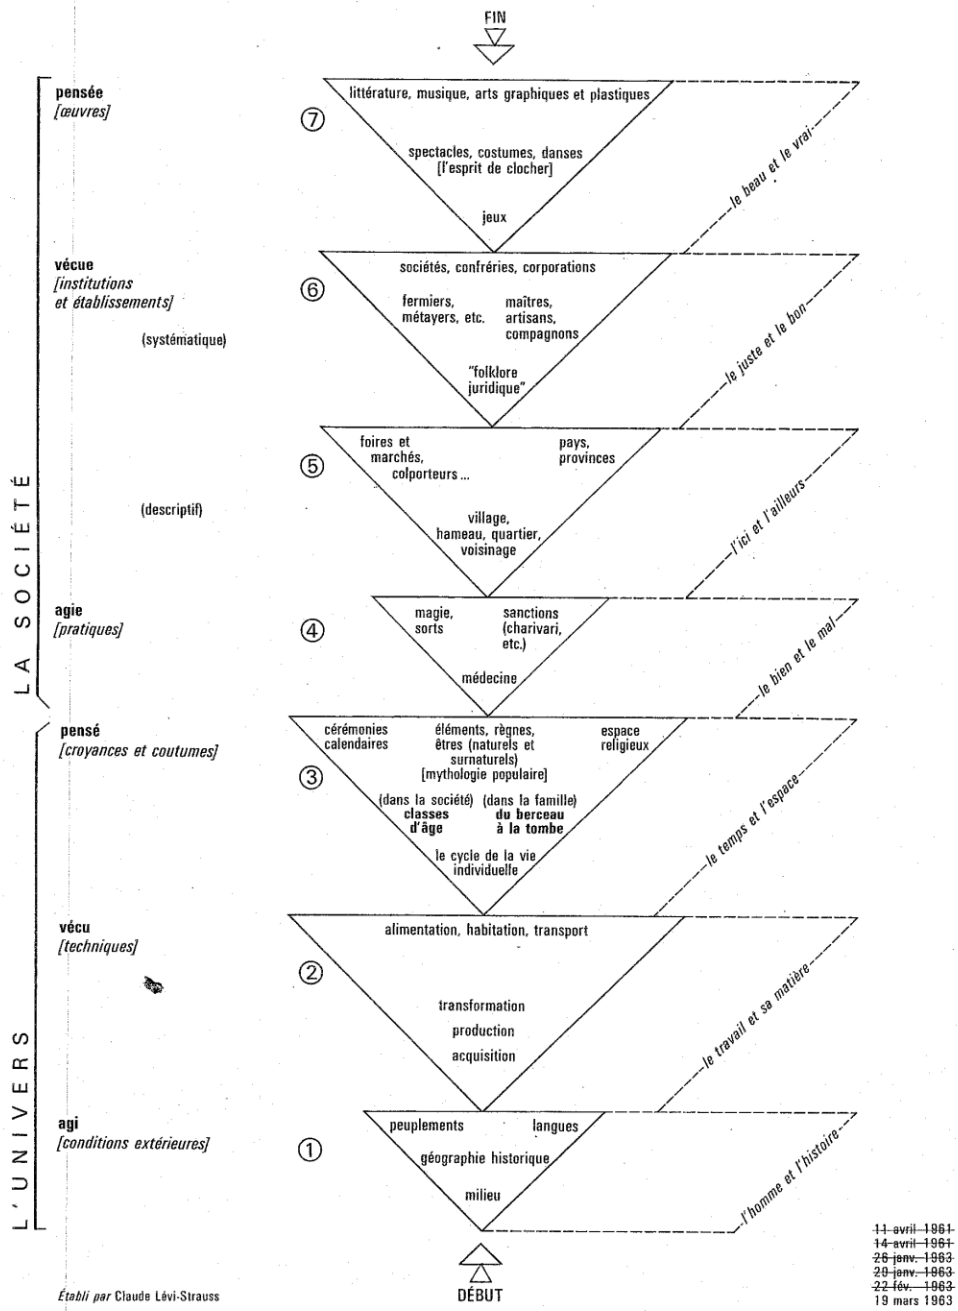 FIN
pensée
[œuvres]
7
littérature, musique, arts graphiques et plastiques
spectacles, costumes, danses
[l'esprit de clocher]
jeux
le beau et le vrai
vécue
[institutions
et établissements]
(systématique)
6
sociétés, confréries, corporations
fermiers,
métayers, etc.
maîtres,
artisans,
compagnons
"folklore
juridique"
le juste et le bon
5
foires et
marchés,
colporteurs ...
pays,
provinces
(descriptif)
village,
hameau, quartier,
voisinage
l'ici et l'ailleurs
LA SOCIÉTÉ
agie
[pratiques]
4
magie,
sorts
sanctions
(charivari,
etc.)
médecine
le bien et le mal
pensé
[croyances et coutumes]
3
cérémonies
calendaires
éléments, règnes,
êtres (naturels et
surnaturels)
[mythologie populaire]
espace
religieux
(dans la société)
classes
d'âge
(dans la famille)
du berceau
à la tombe
le cycle de la vie
individuelle
le temps et l'espace
vécu
[techniques]
2
alimentation, habitation, transport
transformation
production
acquisition
le travail et sa matière
L'UNIVERS
agi
[conditions extérieures]
1
peuplements
langues
géographie historique
milieu
l'homme et l'histoire
DÉBUT
Établi par Claude Lévi-Strauss
11 avril 1961
14 avril 1961
26 janv. 1963
29 janv. 1963
22 fév. 1963
19 mars 1963